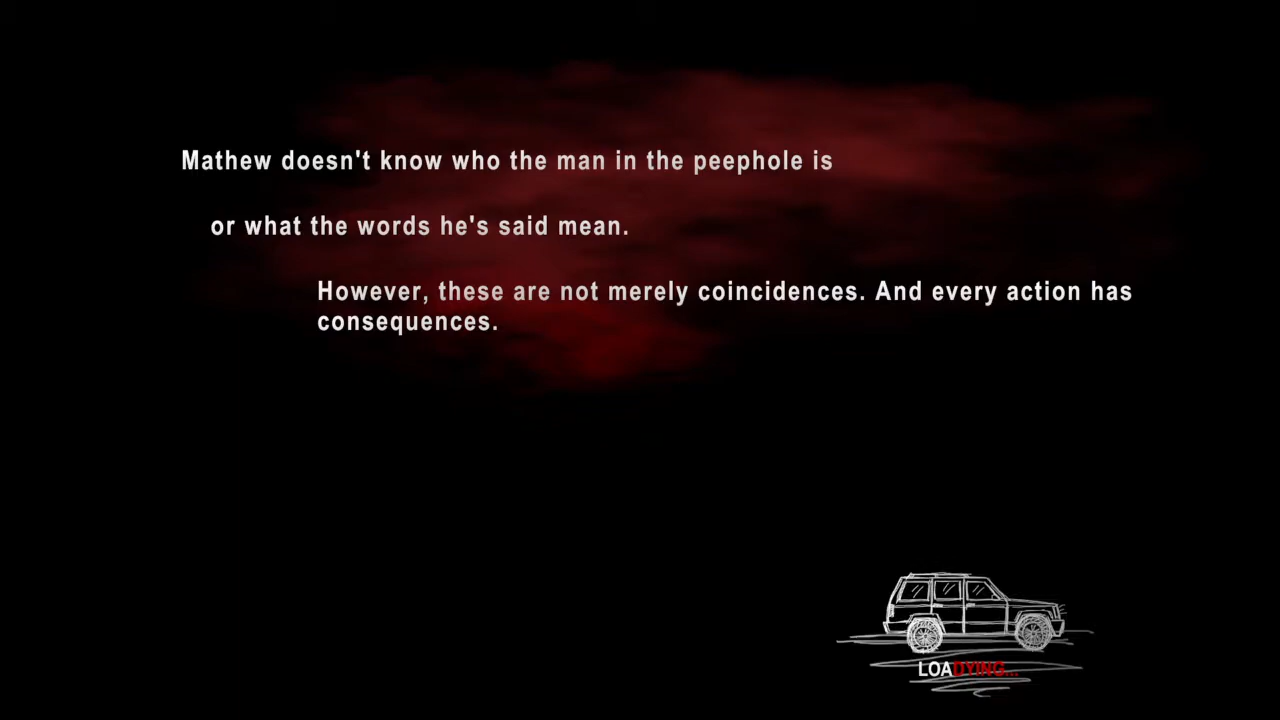 Mathew doesn't know who the man in the peephole is
or what the words he's said mean.
However, these are not merely coincidences. And every action has
consequences.
LOADYING...